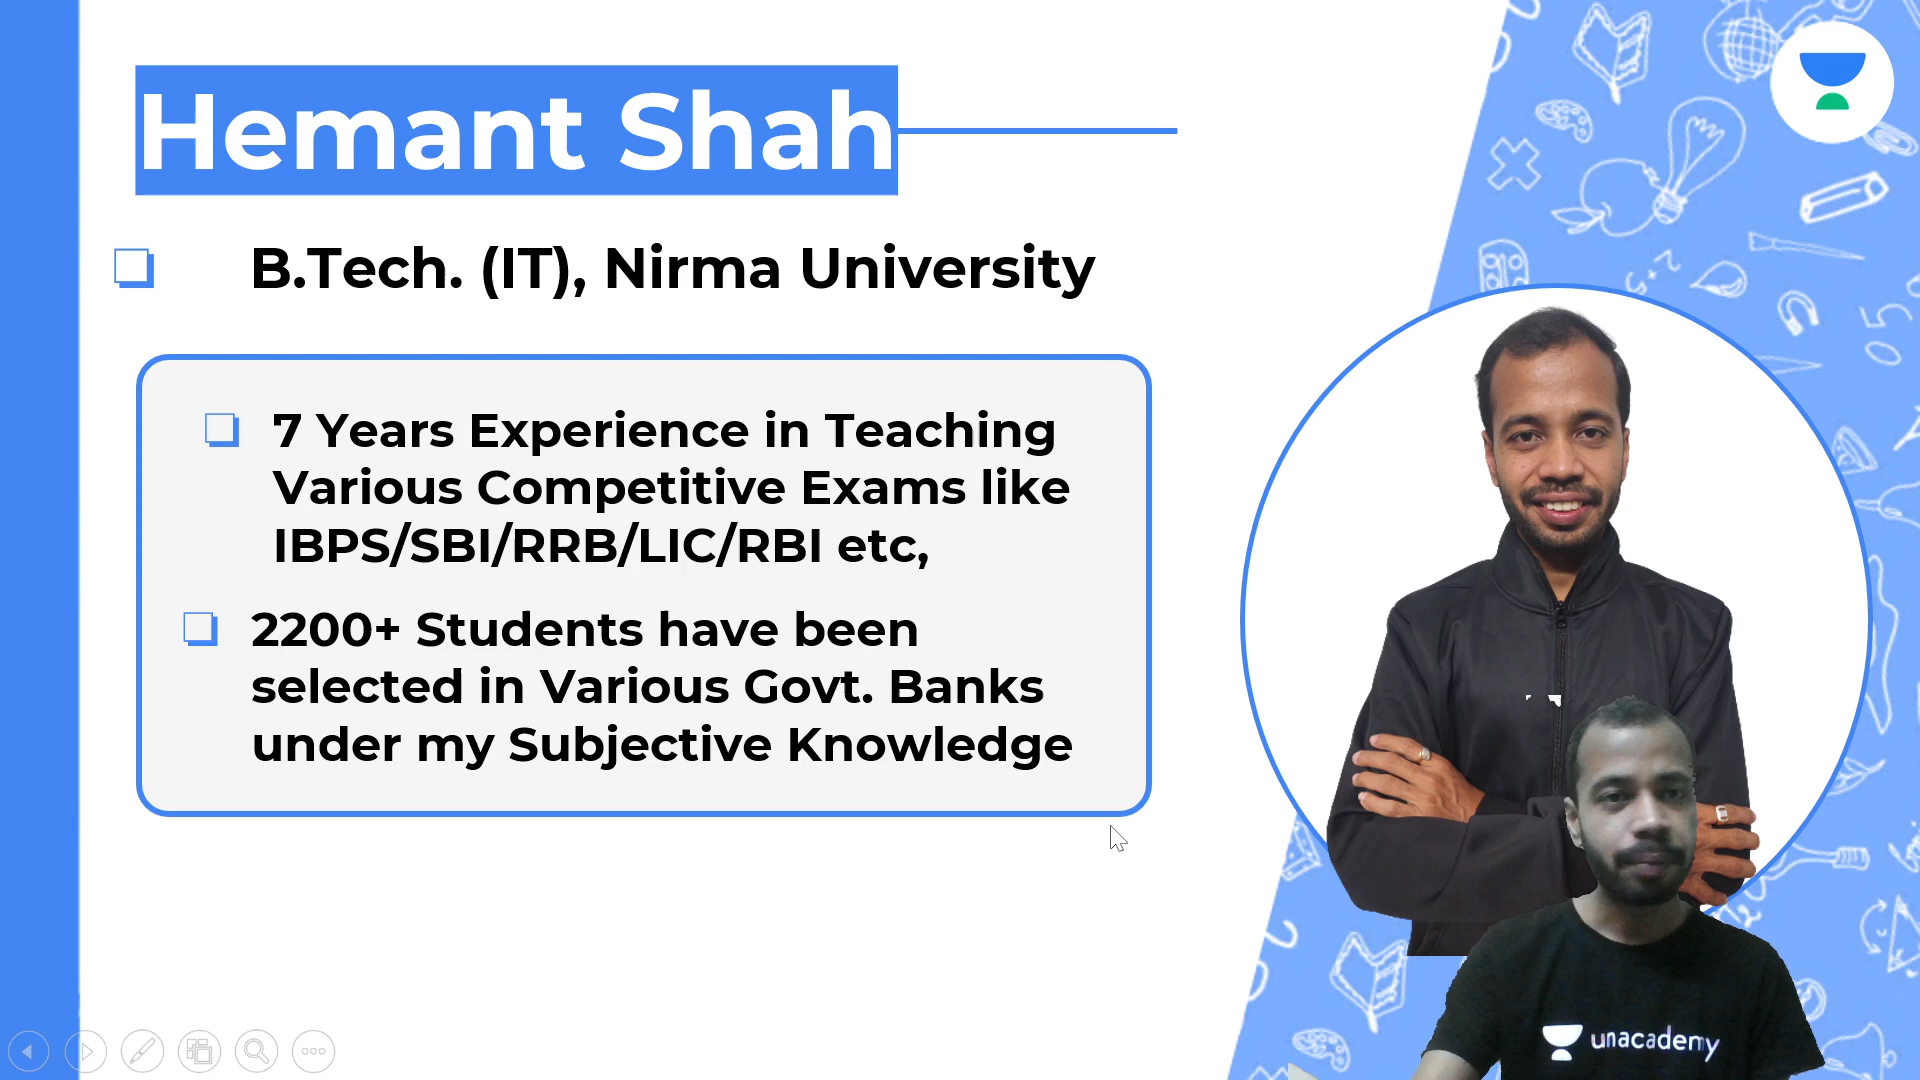 Hemant Shah
B.Tech. (IT), Nirma University
7 Years Experience in Teaching
Various Competitive Exams like
IBPS/SBI/RRB/LIC/RBI etc,
2200+ Students have been
selected in Various Govt. Banks
under my Subjective Knowledge
unacademy